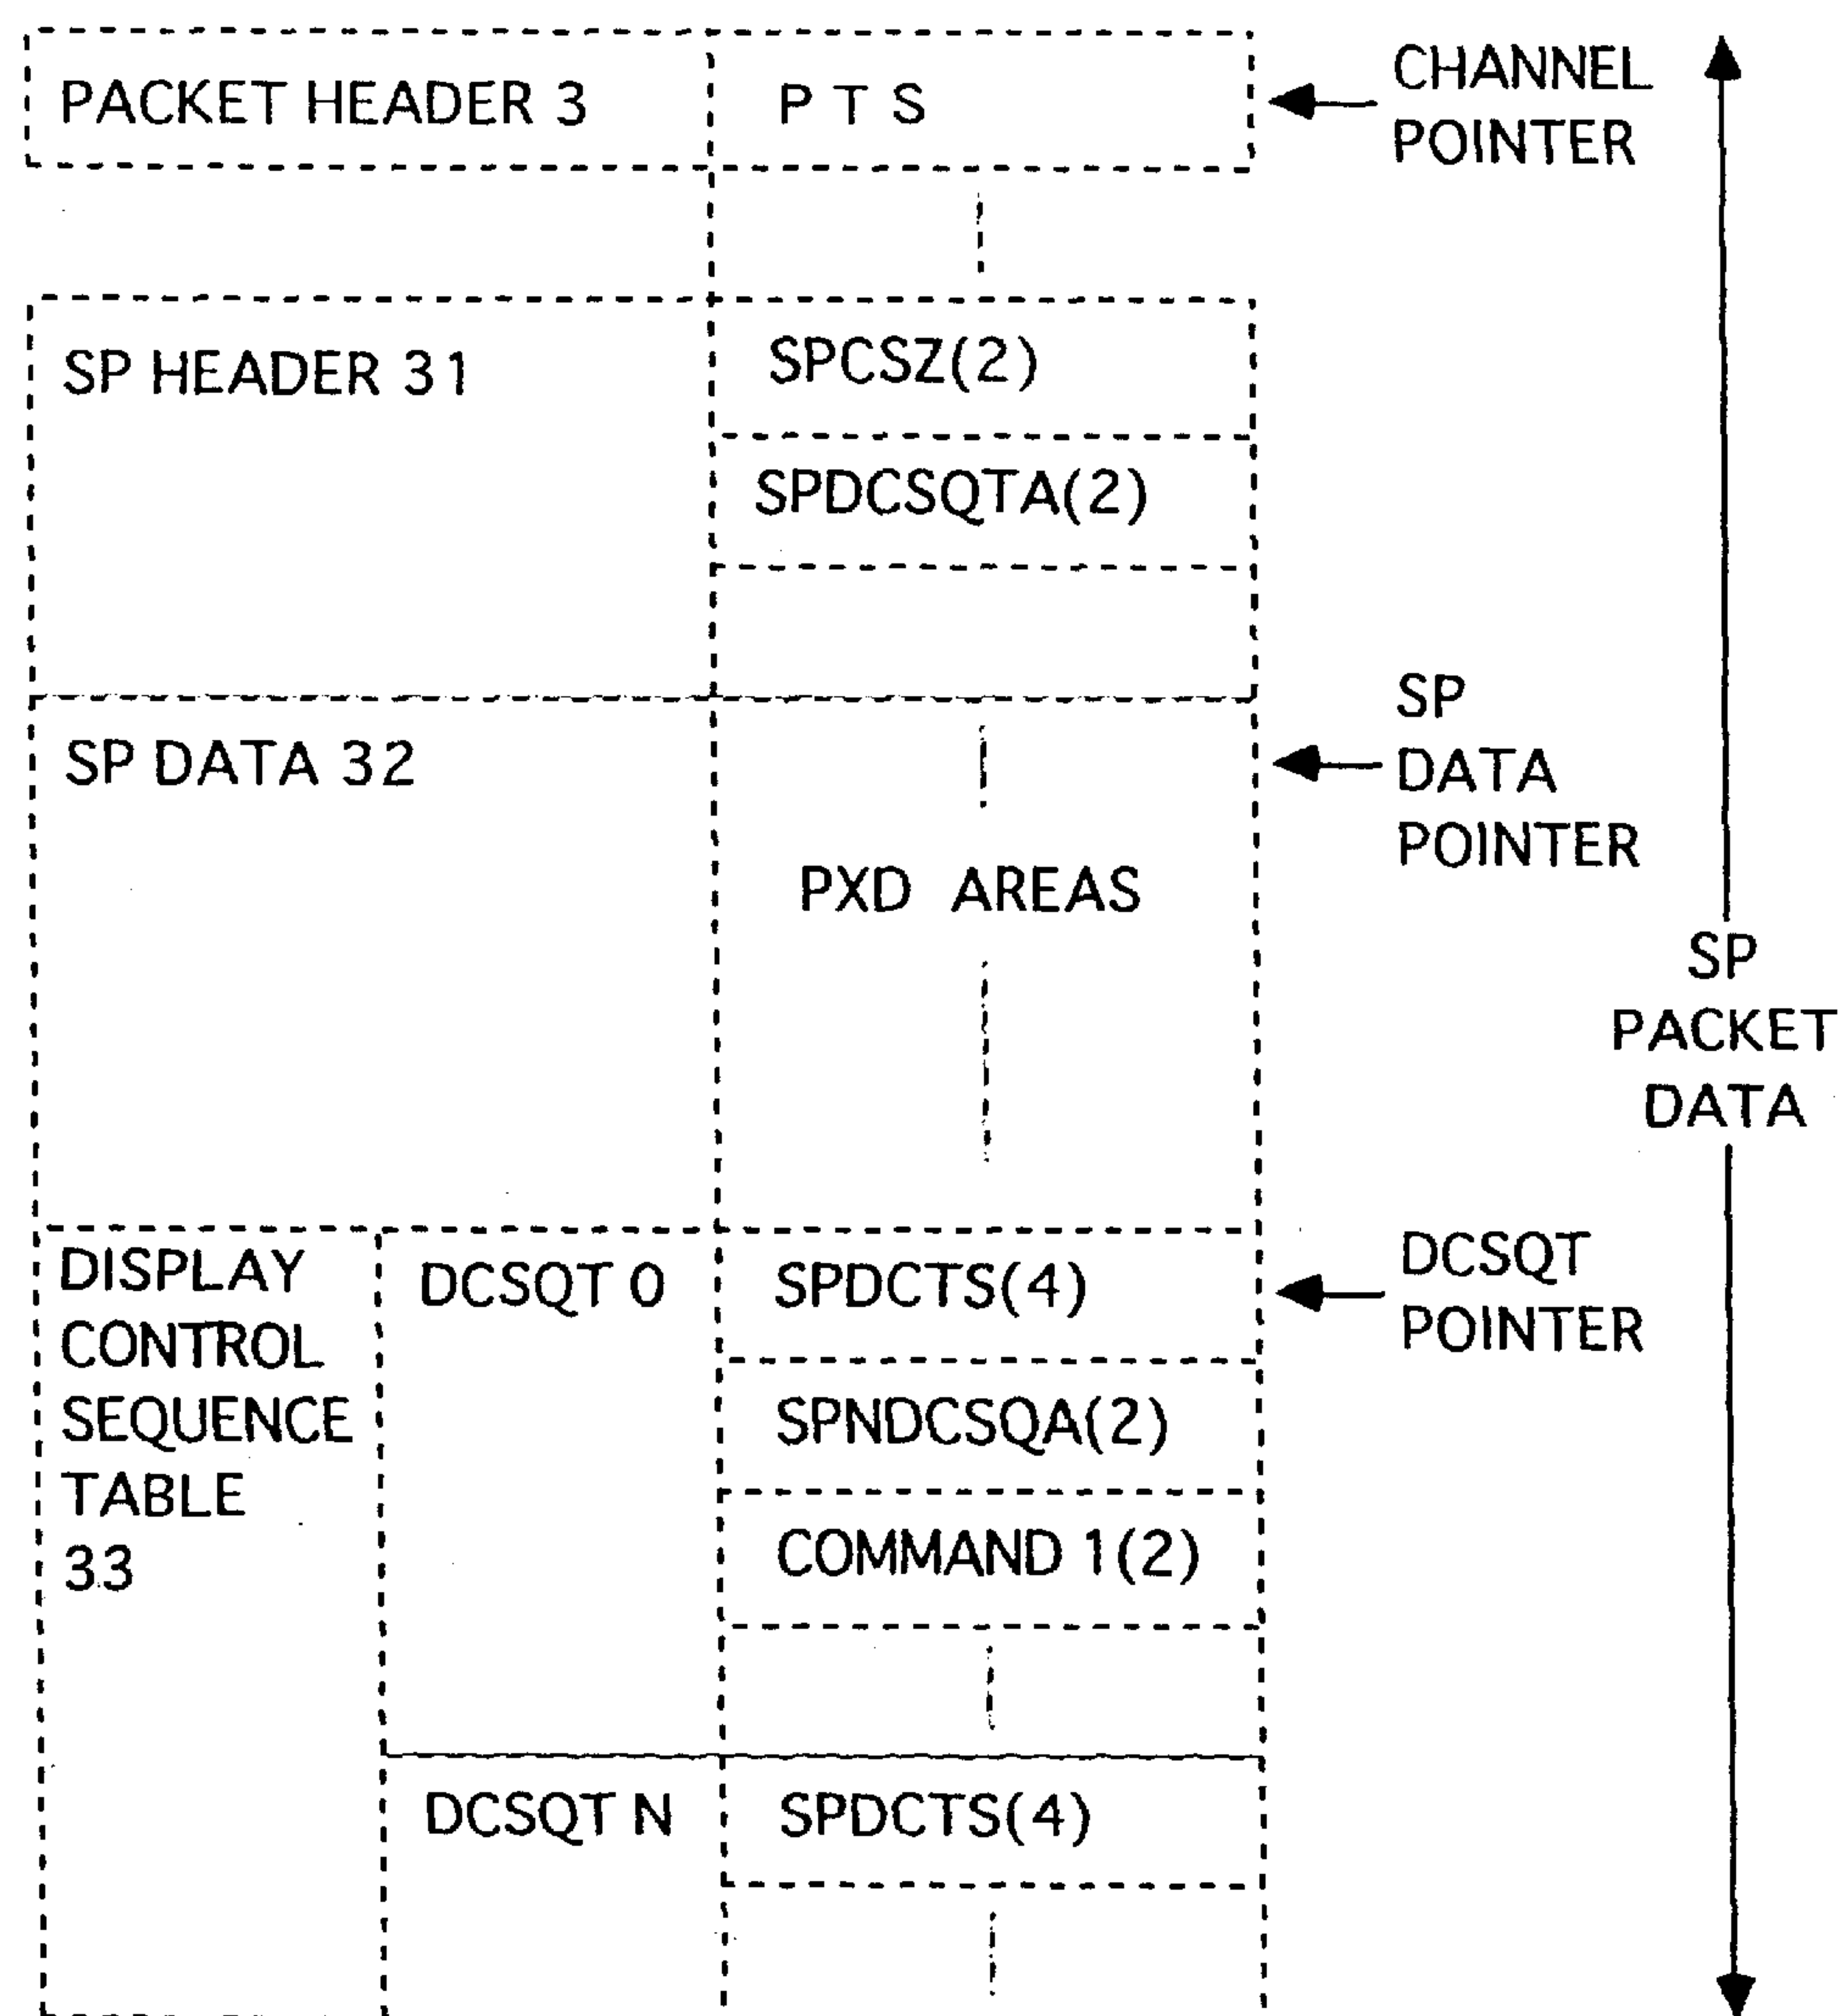 PACKET HEADER 3
P T S
CHANNEL
POINTER
SP HEADER 31
SPCSZ(2)
SPDCSQTA(2)
SP DATA 32
SP
DATA
POINTER
PXD AREAS
SP
PACKET
DATA
DISPLAY
CONTROL
SEQUENCE
TABLE
33
DCSQT 0
SPDCTS(4)
DCSQT
POINTER
SPNDCSQA(2)
COMMAND 1(2)
DCSQT N
SPDCTS(4)